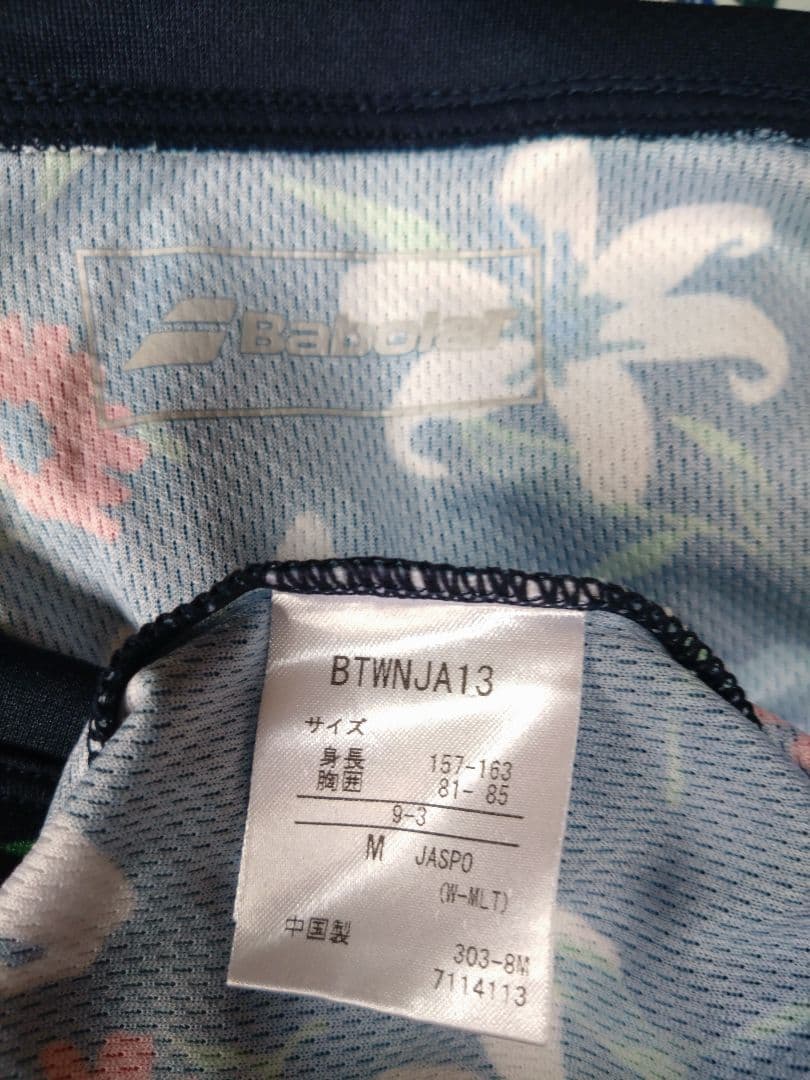 Babolat
BTWNJA13
サイズ
身長 157-163
胸囲 81- 85
9-3
M JASPO
(W-MLT)
中国製
303-8M
7114113